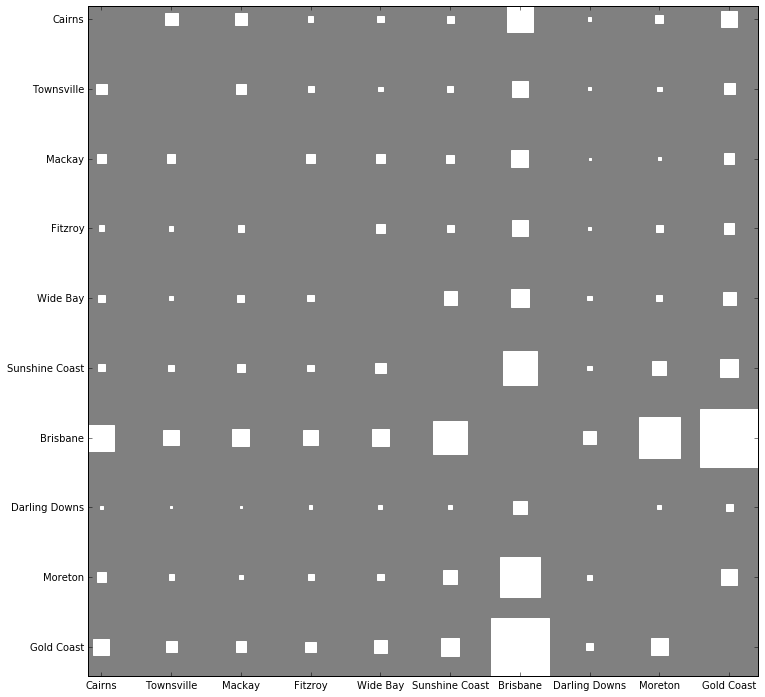 Cairns
Townsville
Mackay
Fitzroy
Wide Bay
Sunshine Coast
Brisbane
Darling Downs
Moreton
Gold Coast
Cairns Townsville Mackay Fitzroy Wide Bay Sunshine Coast Brisbane Darling Downs Moreton Gold Coast